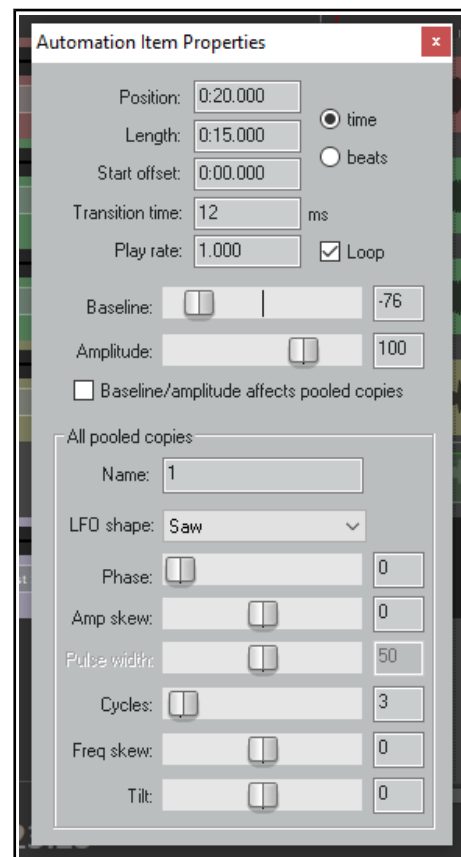 Automation Item Properties x
Position: 0:20.000
time
Length: 0:15.000
beats
Start offset: 0:00.000
Transition time: 12 ms
Play rate: 1.000 Loop
Baseline: -76
Amplitude: 100
Baseline/amplitude affects pooled copies
All pooled copies
Name: 1
LFO shape: Saw
Phase: 0
Amp skew: 0
Pulse width: 50
Cycles: 3
Freq skew: 0
Tilt: 0